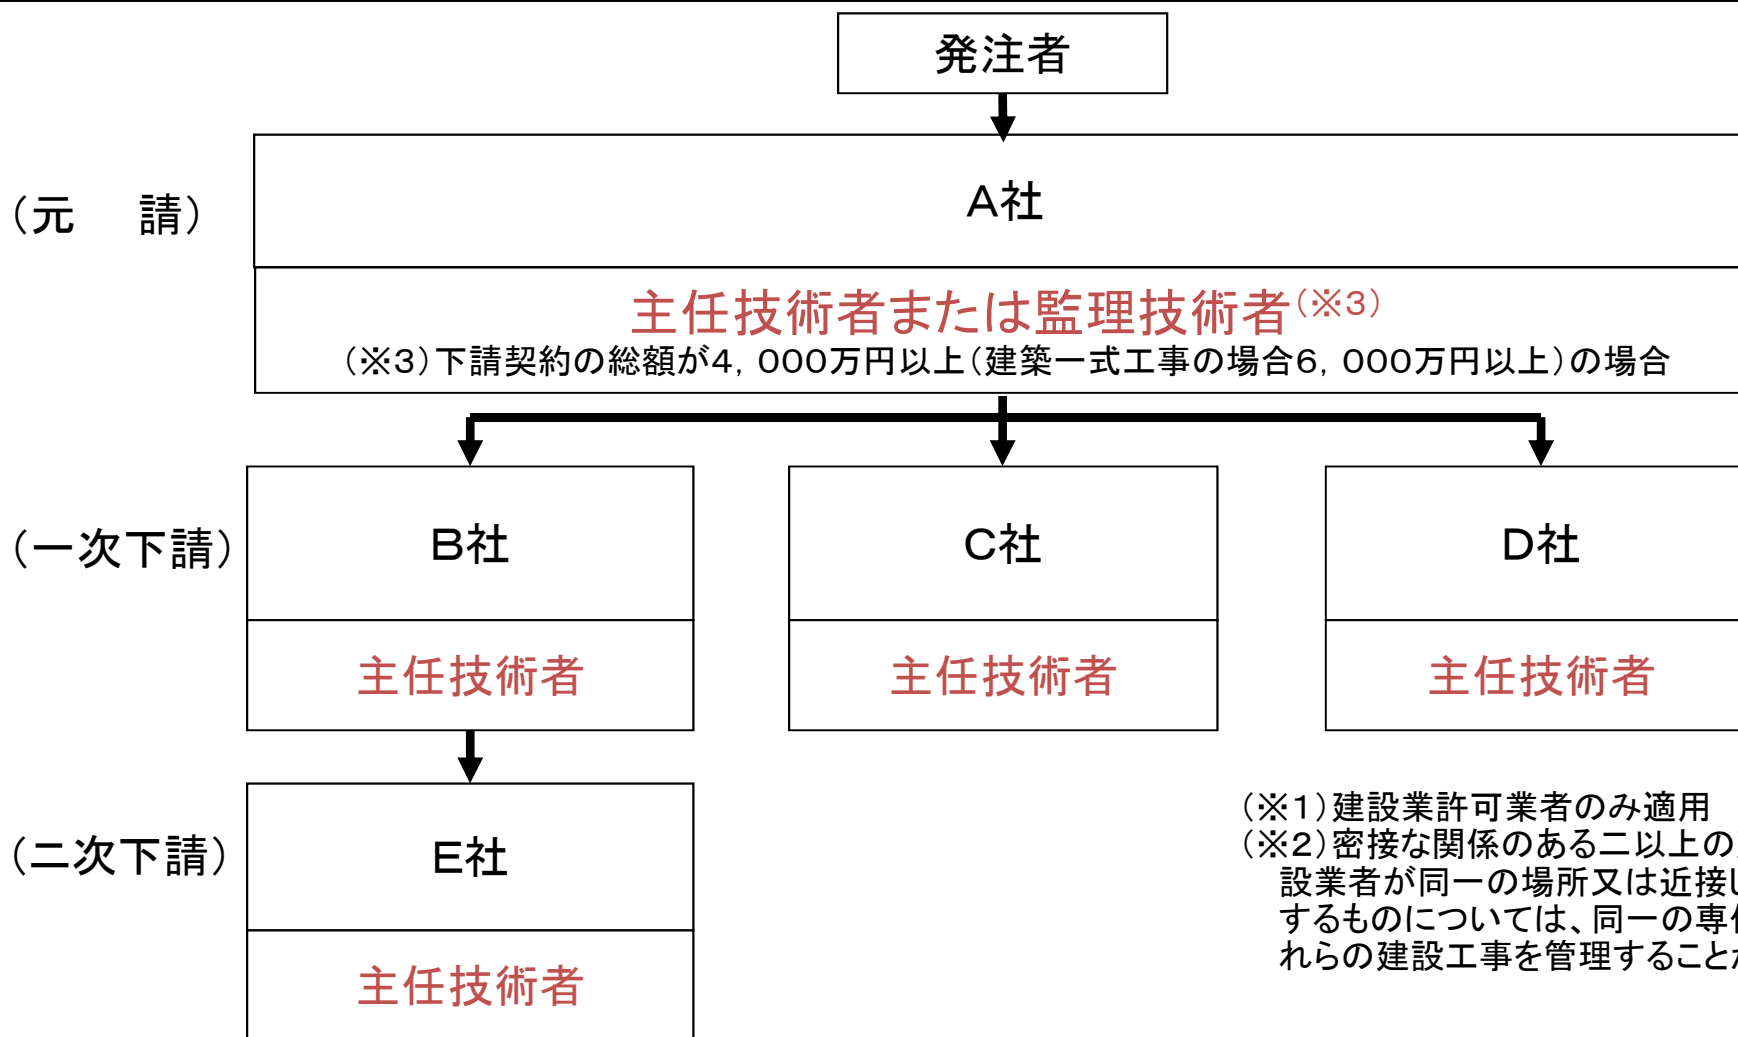 発注者
(元　請)
A社
主任技術者または監理技術者(※3)
(※3)下請契約の総額が4,000万円以上(建築一式工事の場合6,000万円以上)の場合
(一次下請)
B社
C社
D社
主任技術者
主任技術者
主任技術者
(二次下請)
E社
主任技術者
(※1)建設業許可業者のみ適用
(※2)密接な関係のある二以上の
設業者が同一の場所又は近接
するものについては、同一の専
れらの建設工事を管理すること